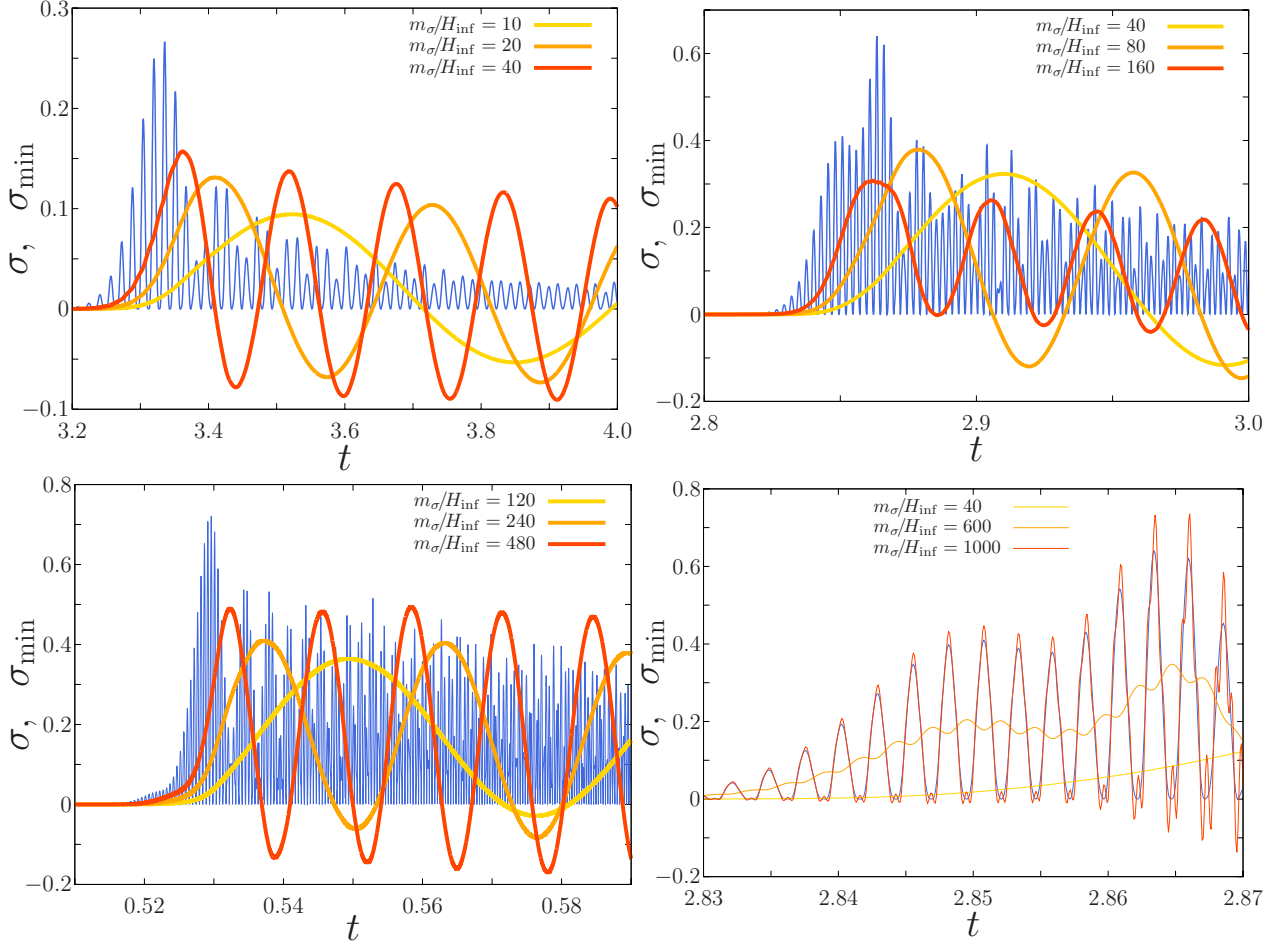 0.3
0.2
0.1
0
−0.1
σ, σmin
mσ/Hinf = 10
mσ/Hinf = 20
mσ/Hinf = 40
3.2 3.4 3.6 3.8 4.0
t
0.6
0.4
0.2
0
−0.2
σ, σmin
mσ/Hinf = 40
mσ/Hinf = 80
mσ/Hinf = 160
2.8 2.9 3.0
t
0.8
0.6
0.4
0.2
0
−0.2
σ, σmin
mσ/Hinf = 120
mσ/Hinf = 240
mσ/Hinf = 480
0.52 0.54 0.56 0.58
t
0.8
0.6
0.4
0.2
0
−0.2
σ, σmin
mσ/Hinf = 40
mσ/Hinf = 600
mσ/Hinf = 1000
2.83 2.84 2.85 2.86 2.87
t